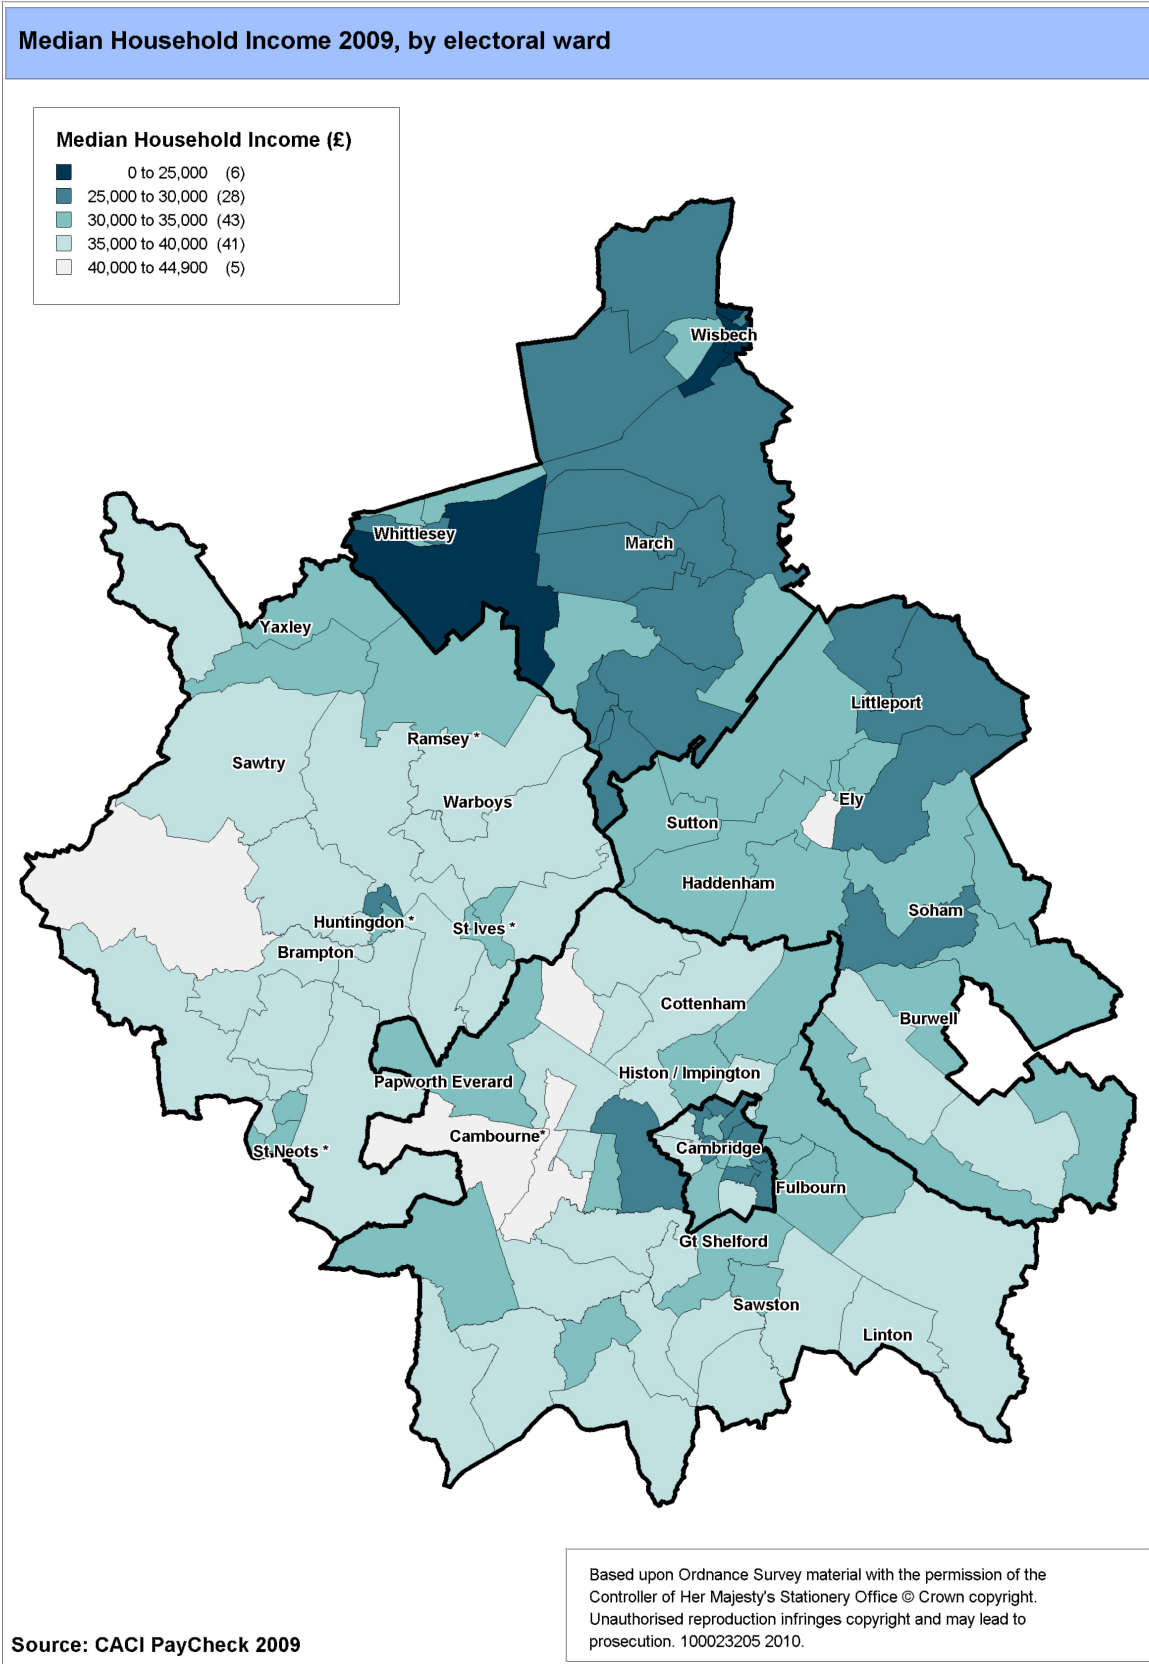 Median Household Income 2009, by electoral ward
Median Household Income (£)
0 to 25,000 (6)
25,000 to 30,000 (28)
30,000 to 35,000 (43)
35,000 to 40,000 (41)
40,000 to 44,900 (5)
Wisbech
Whittlesey
March
Yaxley
Littleport
Ramsey *
Sawtry
Warboys
Ely
Sutton
Haddenham
Huntingdon *
St Ives *
Soham
Brampton
Cottenham
Burwell
Histon / Impington
Papworth Everard
Cambourne*
Cambridge
St Neots *
Fulbourn
Gt Shelford
Sawston
Linton
Based upon Ordnance Survey material with the permission of the
Controller of Her Majesty's Stationery Office © Crown copyright.
Unauthorised reproduction infringes copyright and may lead to
prosecution. 100023205 2010.
Source: CACI PayCheck 2009